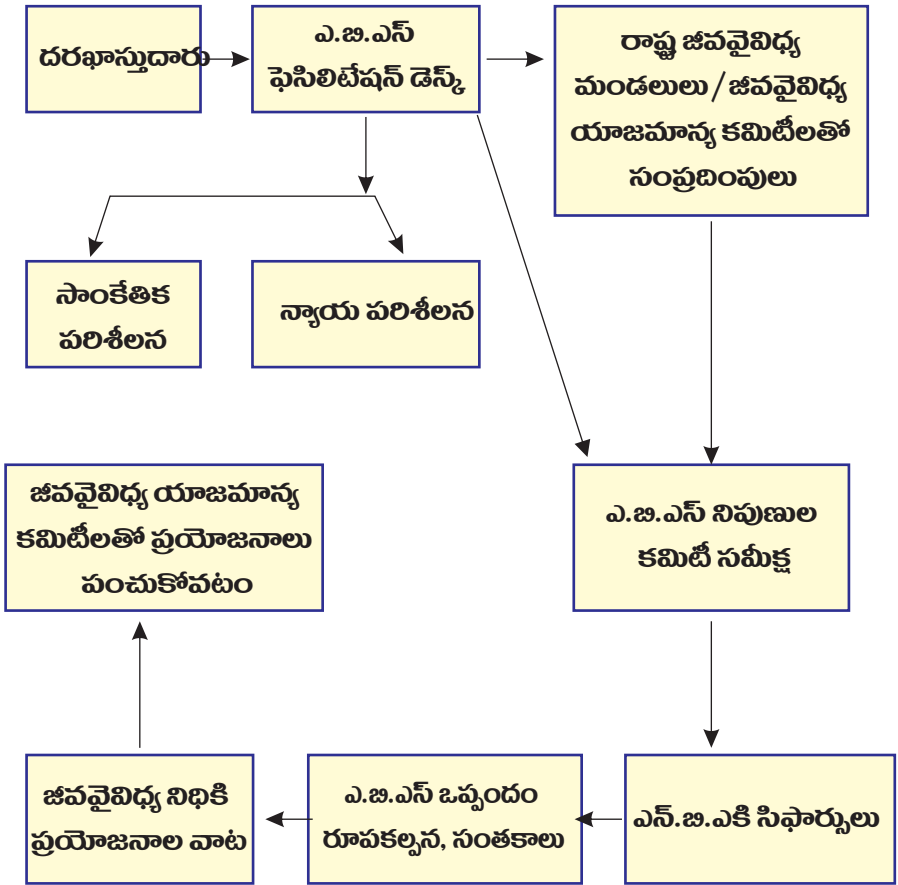 దరఖాస్తుదారు
ఎ.బి.ఎస్
ఫెసిలిటేషన్ డెస్క్
రాష్ట్ర జీవవైవిధ్య
మండలులు / జీవవైవిధ్య
యాజమాన్య కమిటీలతో
సంప్రదింపులు
సాంకేతిక
పరిశీలన
న్యాయ పరిశీలన
ఎ.బి.ఎస్ నిపుణుల
కమిటీ సమీక్ష
జీవవైవిధ్య యాజమాన్య
కమిటీలతో ప్రయోజనాలు
పంచుకోవటం
ఎన్.బి.ఎకి సిఫార్సులు
ఎ.బి.ఎస్ ఒప్పందం
రూపకల్పన, సంతకాలు
జీవవైవిధ్య నిధికి
ప్రయోజనాల వాట